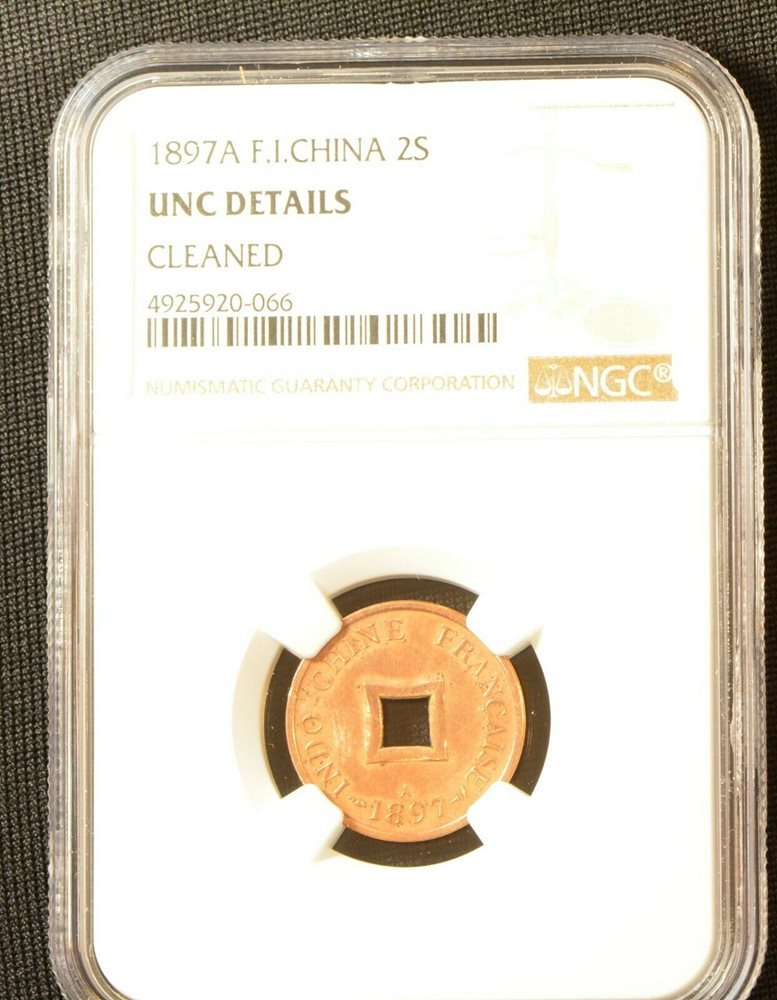 1897A F.I.CHINA 2S
UNC DETAILS
CLEANED
4925920-066
NUMISMATIC GUARANTY CORPORATION NGC®
INDO-CHINE FRANÇAISE
A
1897